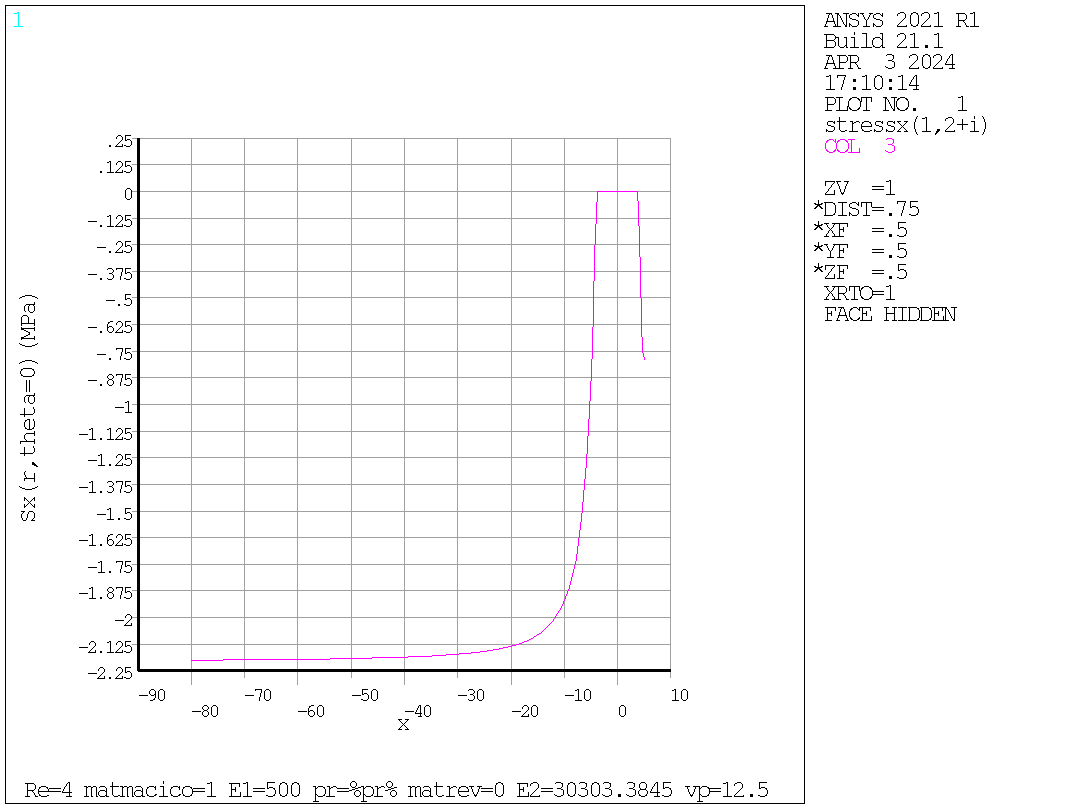 1
ANSYS 2021 R1
Build 21.1
APR  3 2024
17:10:14
PLOT NO.   1
stressx(1,2+i)
COL  3
ZV  =1
*DIST=.75
*XF  =.5
*YF  =.5
*ZF  =.5
XRTO=1
FACE HIDDEN
Sx(r,theta=0)(MPa)
.25
.125
0
-.125
-.25
-.375
-.5
-.625
-.75
-.875
-1
-1.125
-1.25
-1.375
-1.5
-1.625
-1.75
-1.875
-2
-2.125
-2.25
-90 -70 -50 -30 -10 10
-80 -60 -40 -20 0
X
Re=4 matmacico=1 E1=500 pr=%pr% matrev=0 E2=30303.3845 vp=12.5